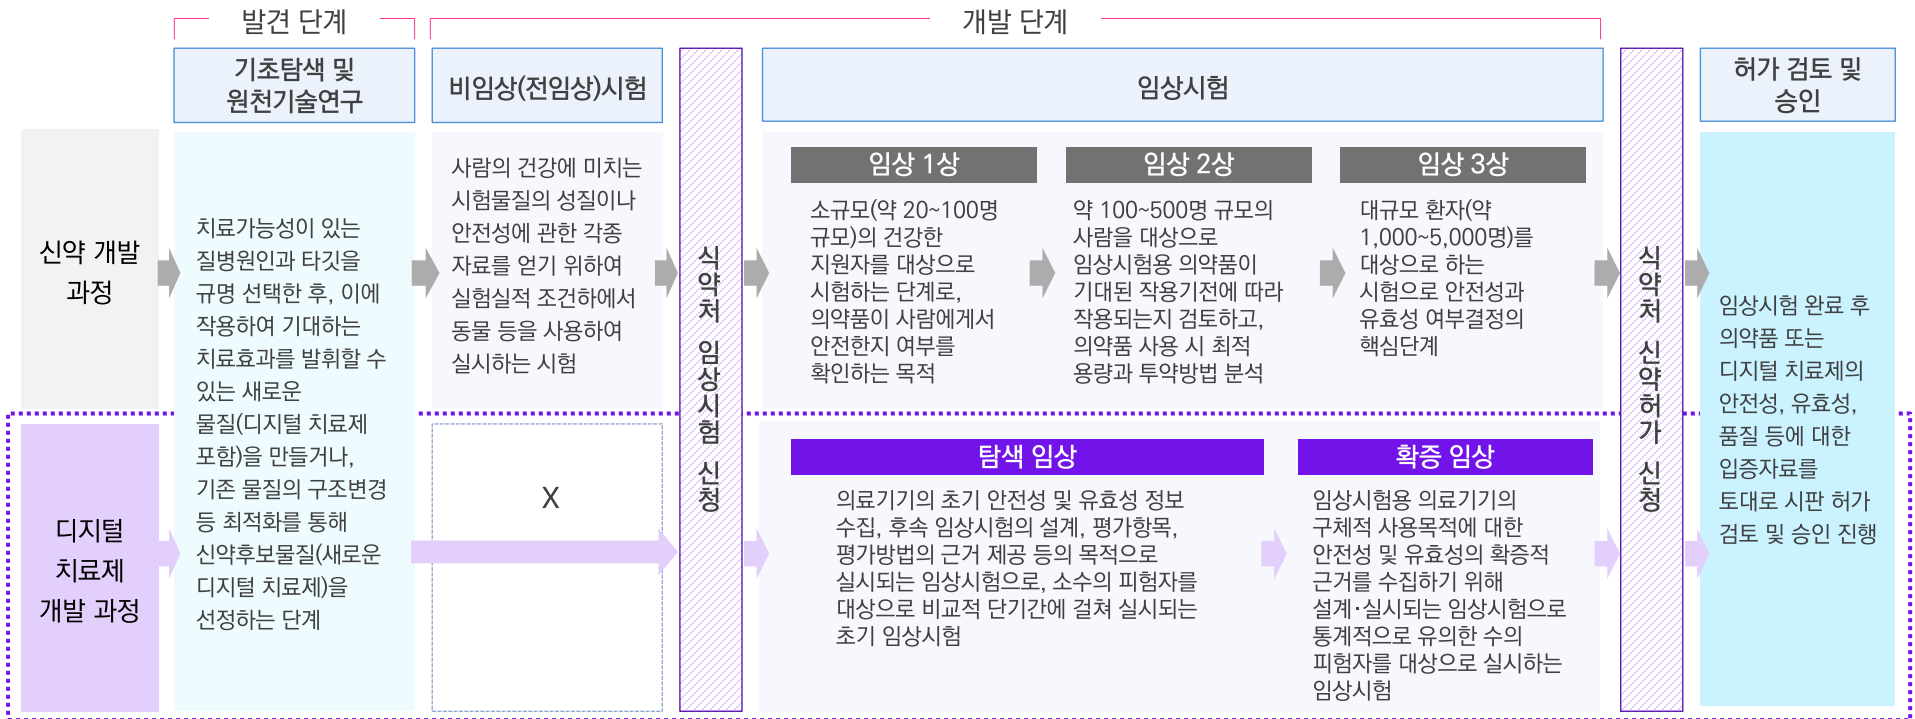 발견 단계
개발 단계
기초탐색 및
원천기술연구
비임상(전임상)시험
임상시험
허가 검토 및
승인
신약 개발
과정
치료가능성이 있는
질병원인과 타깃을
규명 선택한 후, 이에
작용하여 기대하는
치료효과를 발휘할 수
있는 새로운
물질(디지털 치료제
포함)을 만들거나,
기존 물질의 구조변경
등 최적화를 통해
신약후보물질(새로운
디지털 치료제)을
선정하는 단계
사람의 건강에 미치는
시험물질의 성질이나
안전성에 관한 각종
자료를 얻기 위하여
실험실적 조건하에서
동물 등을 사용하여
실시하는 시험
식약처 임상시험 신청
임상 1상
소규모(약 20~100명
규모)의 건강한
지원자를 대상으로
시험하는 단계로,
의약품이 사람에게서
안전한지 여부를
확인하는 목적
임상 2상
약 100~500명 규모의
사람을 대상으로
임상시험용 의약품이
기대된 작용기전에 따라
작용되는지 검토하고,
의약품 사용 시 최적
용량과 투약방법 분석
임상 3상
대규모 환자(약
1,000~5,000명)를
대상으로 하는
시험으로 안전성과
유효성 여부결정의
핵심단계
식약처 신약허가 신청
임상시험 완료 후
의약품 또는
디지털 치료제의
안전성, 유효성,
품질 등에 대한
입증자료를
토대로 시판 허가
검토 및 승인 진행
디지털
치료제
개발 과정
X
탐색 임상
의료기기의 초기 안전성 및 유효성 정보
수집, 후속 임상시험의 설계, 평가항목,
평가방법의 근거 제공 등의 목적으로
실시되는 임상시험으로, 소수의 피험자를
대상으로 비교적 단기간에 걸쳐 실시되는
초기 임상시험
확증 임상
임상시험용 의료기기의
구체적 사용목적에 대한
안전성 및 유효성의 확증적
근거를 수집하기 위해
설계·실시되는 임상시험으로
통계적으로 유의한 수의
피험자를 대상으로 실시하는
임상시험